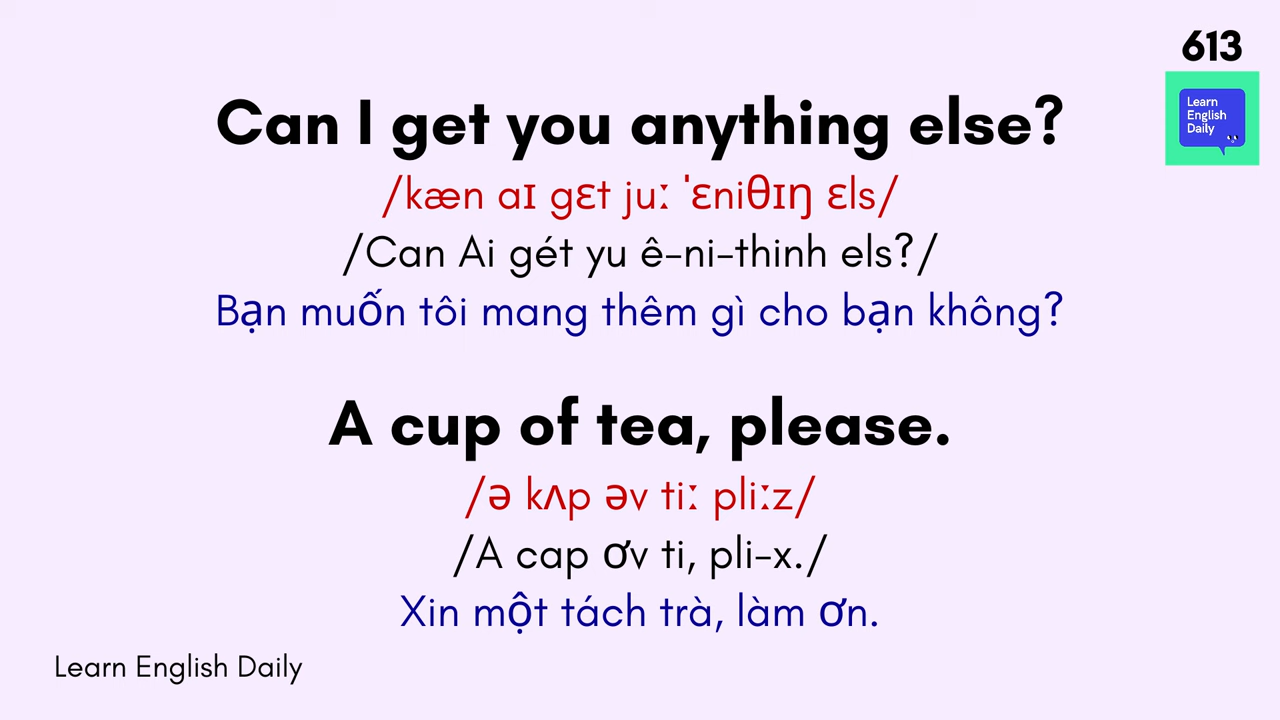 613
Learn
English
Daily
Can I get you anything else?
/kæn aɪ gɛt juː ˈɛniθɪŋ ɛls/
/Can Ai gét yu ê-ni-thinh els?/
Bạn muốn tôi mang thêm gì cho bạn không?
A cup of tea, please.
/ə kʌp əv tiː pliːz/
/A cap ơv ti, pli-x./
Xin một tách trà, làm ơn.
Learn English Daily